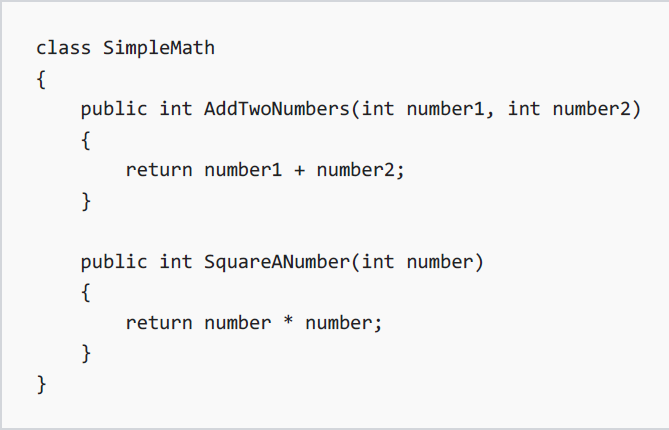 class SimpleMath
{
    public int AddTwoNumbers(int number1, int number2)
    {
        return number1 + number2;
    }

    public int SquareANumber(int number)
    {
        return number * number;
    }
}